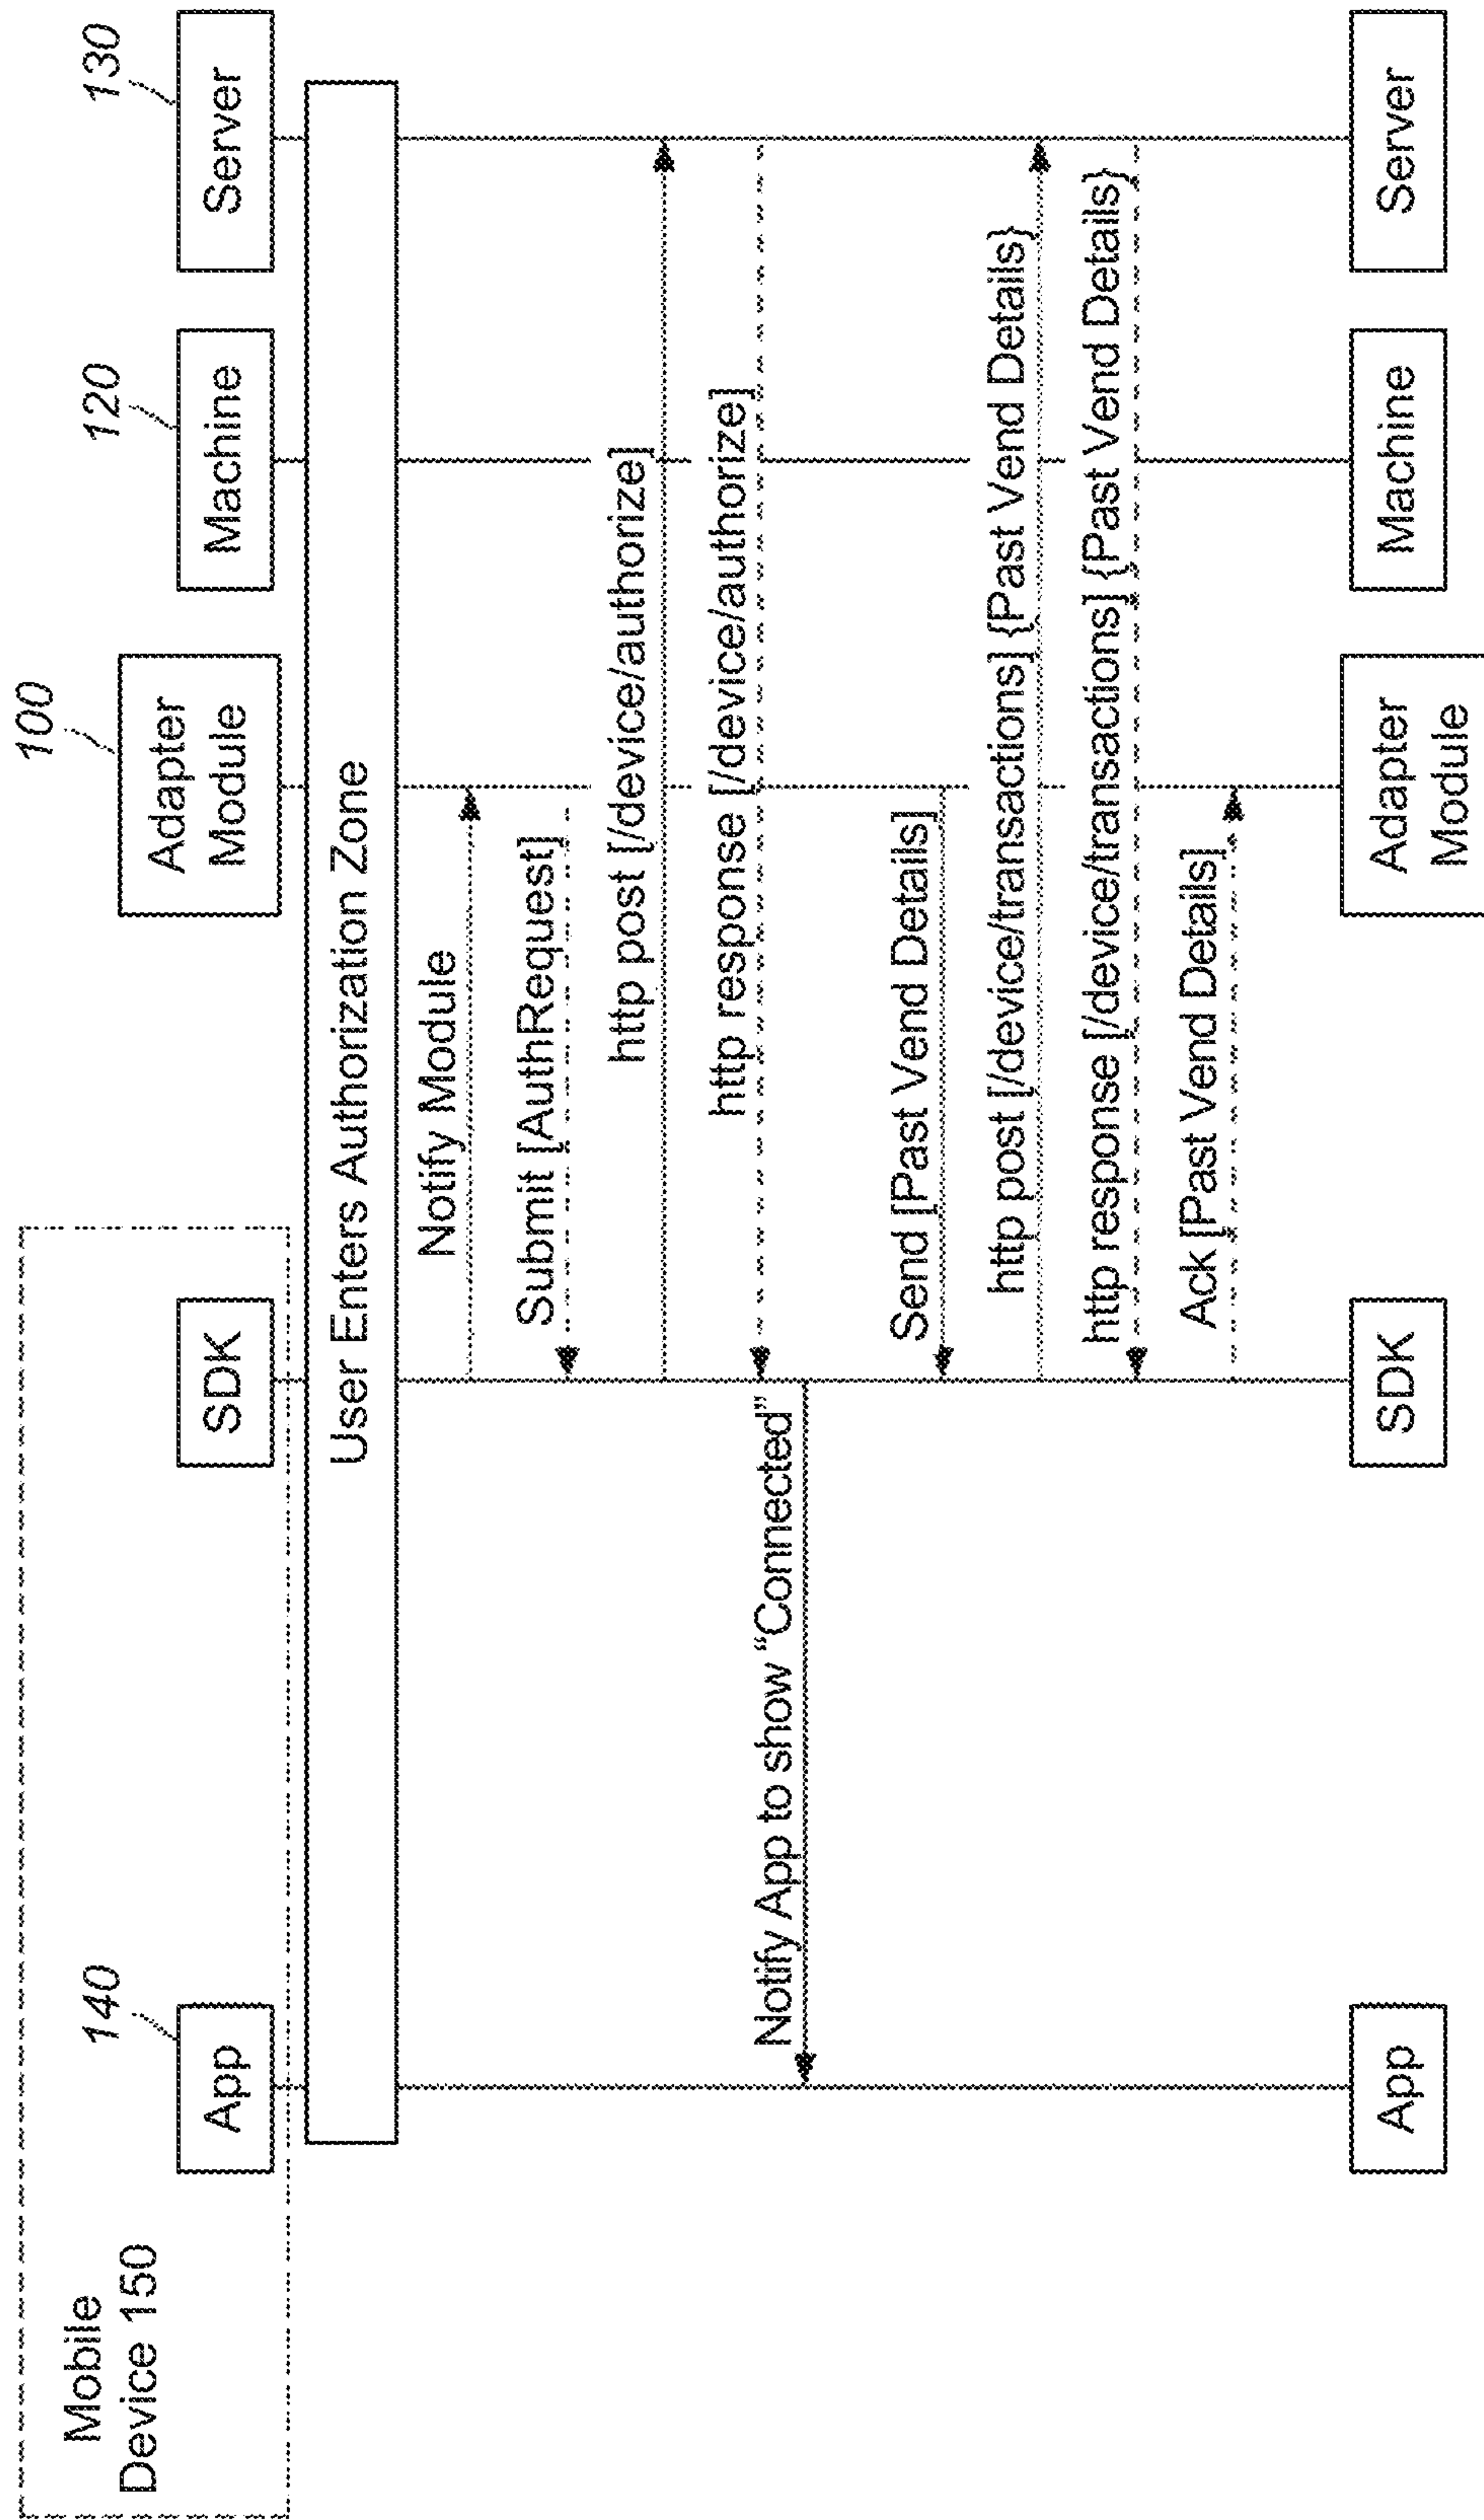 Mobile
Device 150
140
App
SDK
100
Adapter
Module
120
Machine
130
Server
User Enters Authorization Zone
Notify Module
Submit [AuthRequest]
http post [/device/authorize]
http response [/device/authorize]
Notify App to show “Connected”
Send [Past Vend Details]
http post [/device/transactions] {Past Vend Details}
http response [/device/transactions] {Past Vend Details}
Ack [Past Vend Details]
App
SDK
Adapter
Module
Machine
Server